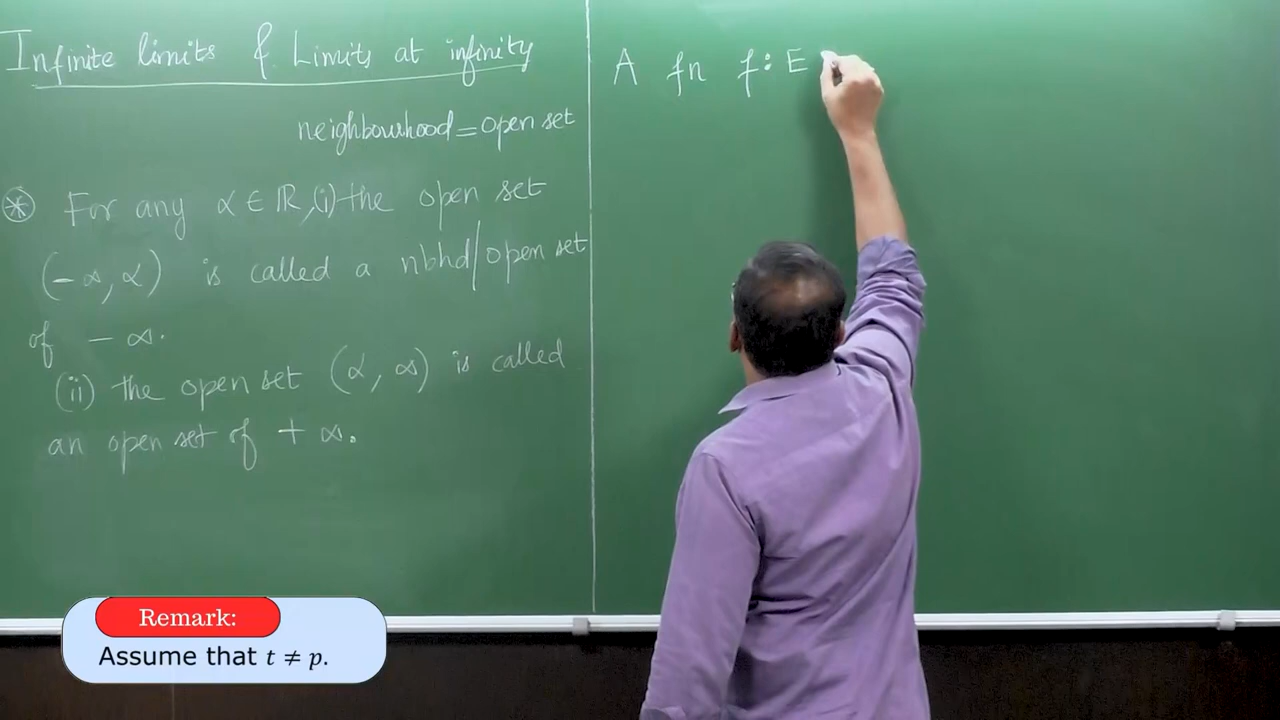 Infinite limits & Limits at infinity
neighbourhood = open set
* For any α ∈ ℝ, (i) the open set
(-∞, α) is called a nbhd/open set
of -∞.
(ii) the open set (α, ∞) is called
an open set of +∞.
A fn f: E
Remark:
Assume that t ≠ p.